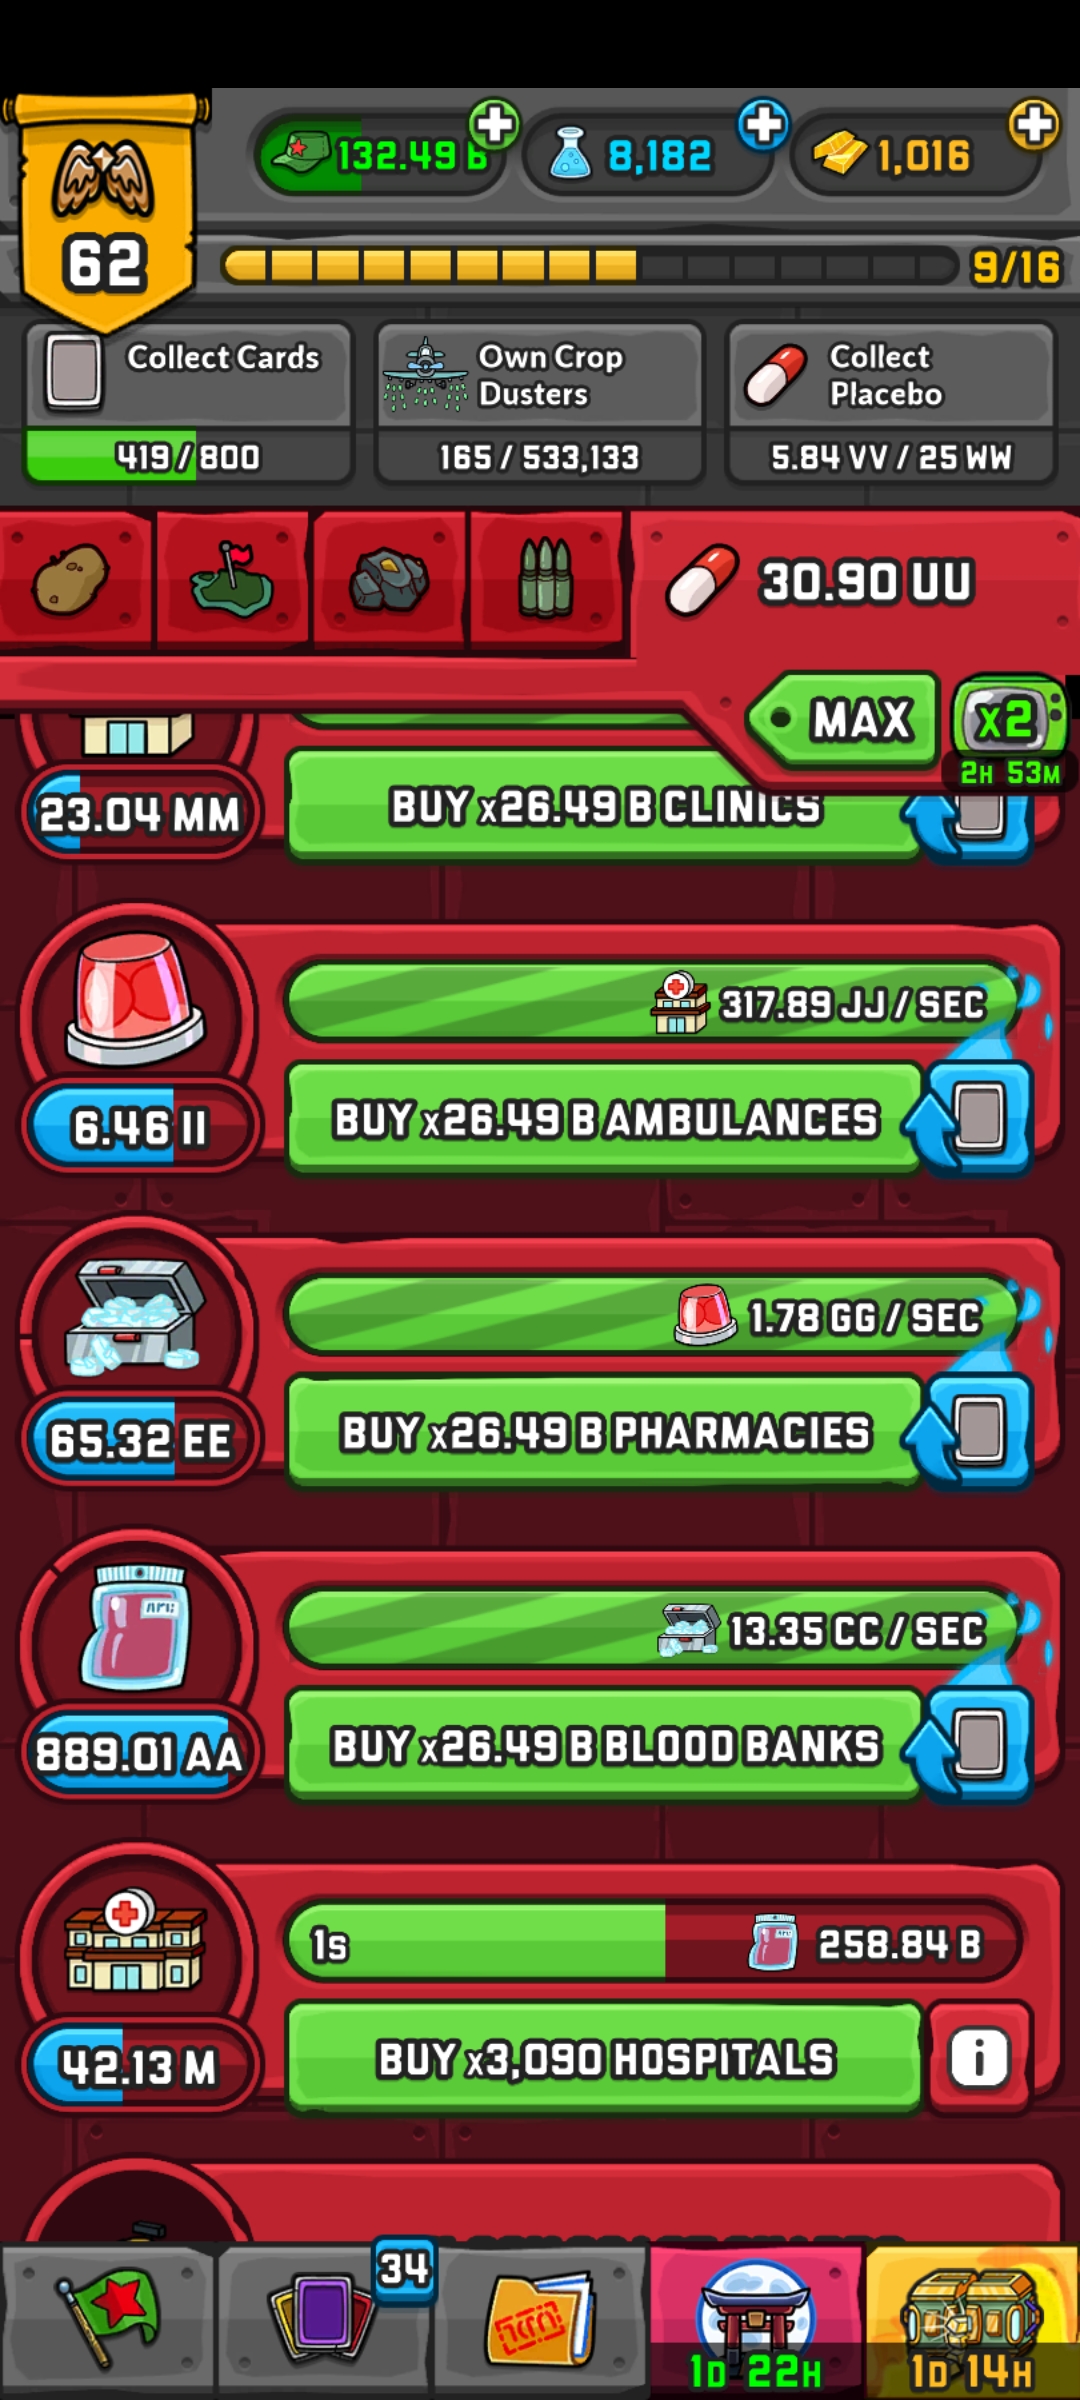 132.49 B
8,182
1,016
62
9/16
Collect Cards
419 / 800
Own Crop
Dusters
165 / 533,133
Collect
Placebo
5.84 VV / 25 WW
30.90 UU
MAX
x2
2H 53M
23.04 MM
BUY x26.49 B CLINICS
317.89 JJ / SEC
6.46 II
BUY x26.49 B AMBULANCES
1.78 GG / SEC
65.32 EE
BUY x26.49 B PHARMACIES
13.35 CC / SEC
889.01 AA
BUY x26.49 B BLOOD BANKS
1s
258.84 B
42.13 M
BUY x3,090 HOSPITALS
i
34
1D 22H
1D 14H